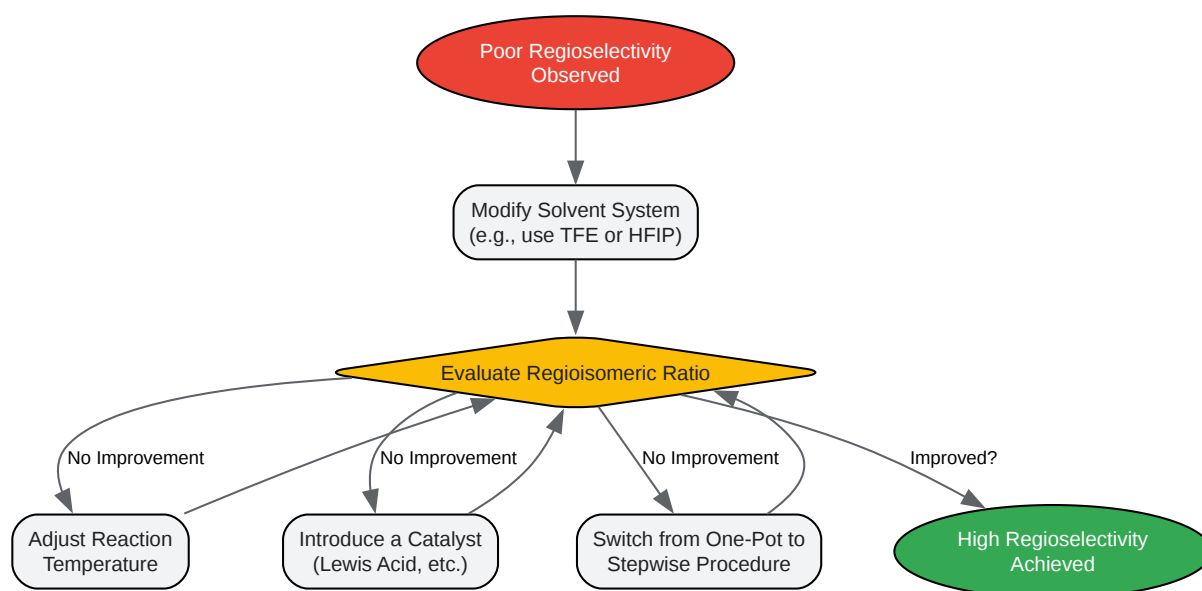 Poor Regioselectivity
Observed
Modify Solvent System
(e.g., use TFE or HFIP)
Evaluate Regioisomeric Ratio
No Improvement
No Improvement
No Improvement
Improved?
Adjust Reaction
Temperature
Introduce a Catalyst
(Lewis Acid, etc.)
Switch from One-Pot to
Stepwise Procedure
High Regioselectivity
Achieved